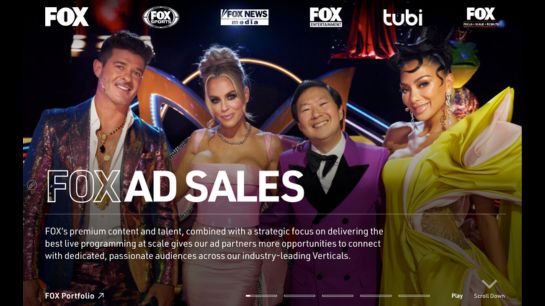 FOX
FOX SPORTS
FOX NEWS
media
FOX
ENTERTAINMENT
tubi
FOX
FOX AD SALES
FOX's premium content and talent, combined with a strategic focus on delivering the
best live programming at scale gives our ad partners more opportunities to connect
with dedicated, passionate audiences across our industry-leading Verticals.
FOX Portfolio
Play
Scroll Down